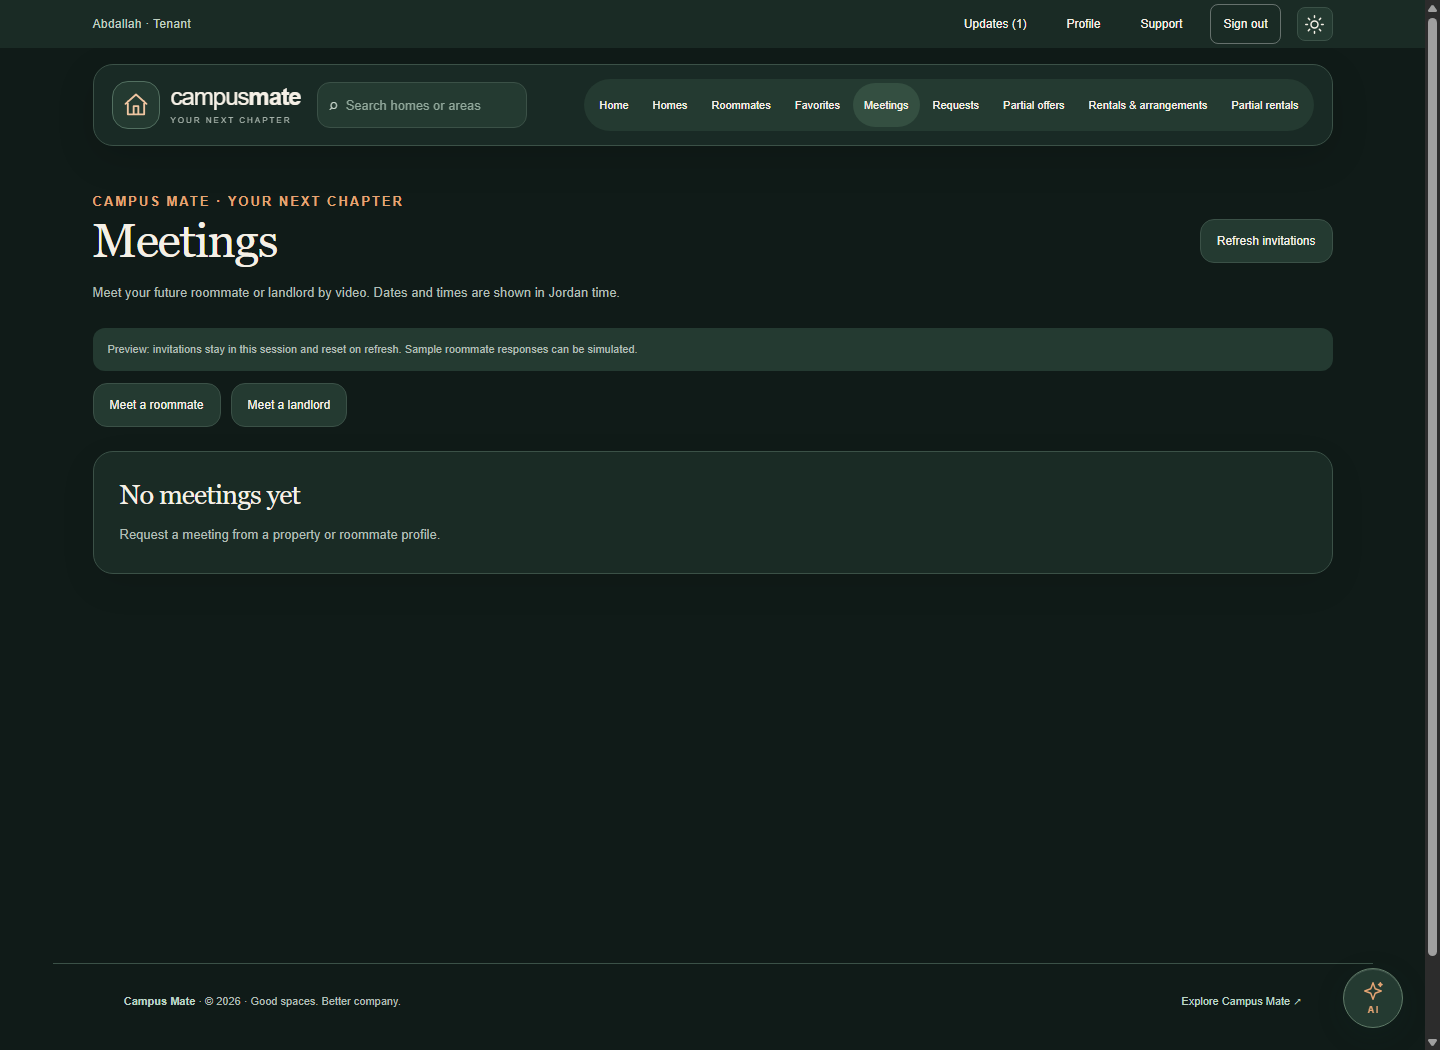 Abdallah · Tenant
Updates (1) Profile Support Sign out
campusmate
YOUR NEXT CHAPTER
Search homes or areas
Home Homes Roommates Favorites Meetings Requests Partial offers Rentals & arrangements Partial rentals
CAMPUS MATE · YOUR NEXT CHAPTER
Meetings
Refresh invitations
Meet your future roommate or landlord by video. Dates and times are shown in Jordan time.
Preview: invitations stay in this session and reset on refresh. Sample roommate responses can be simulated.
Meet a roommate Meet a landlord
No meetings yet
Request a meeting from a property or roommate profile.
Campus Mate · © 2026 · Good spaces. Better company.
Explore Campus Mate ↗
AI